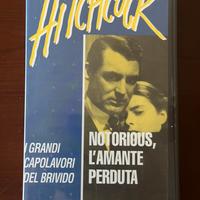 HITCHCOCK
NOTORIOUS,
L'AMANTE
PERDUTA
I GRANDI
CAPOLAVORI
DEL BRIVIDO